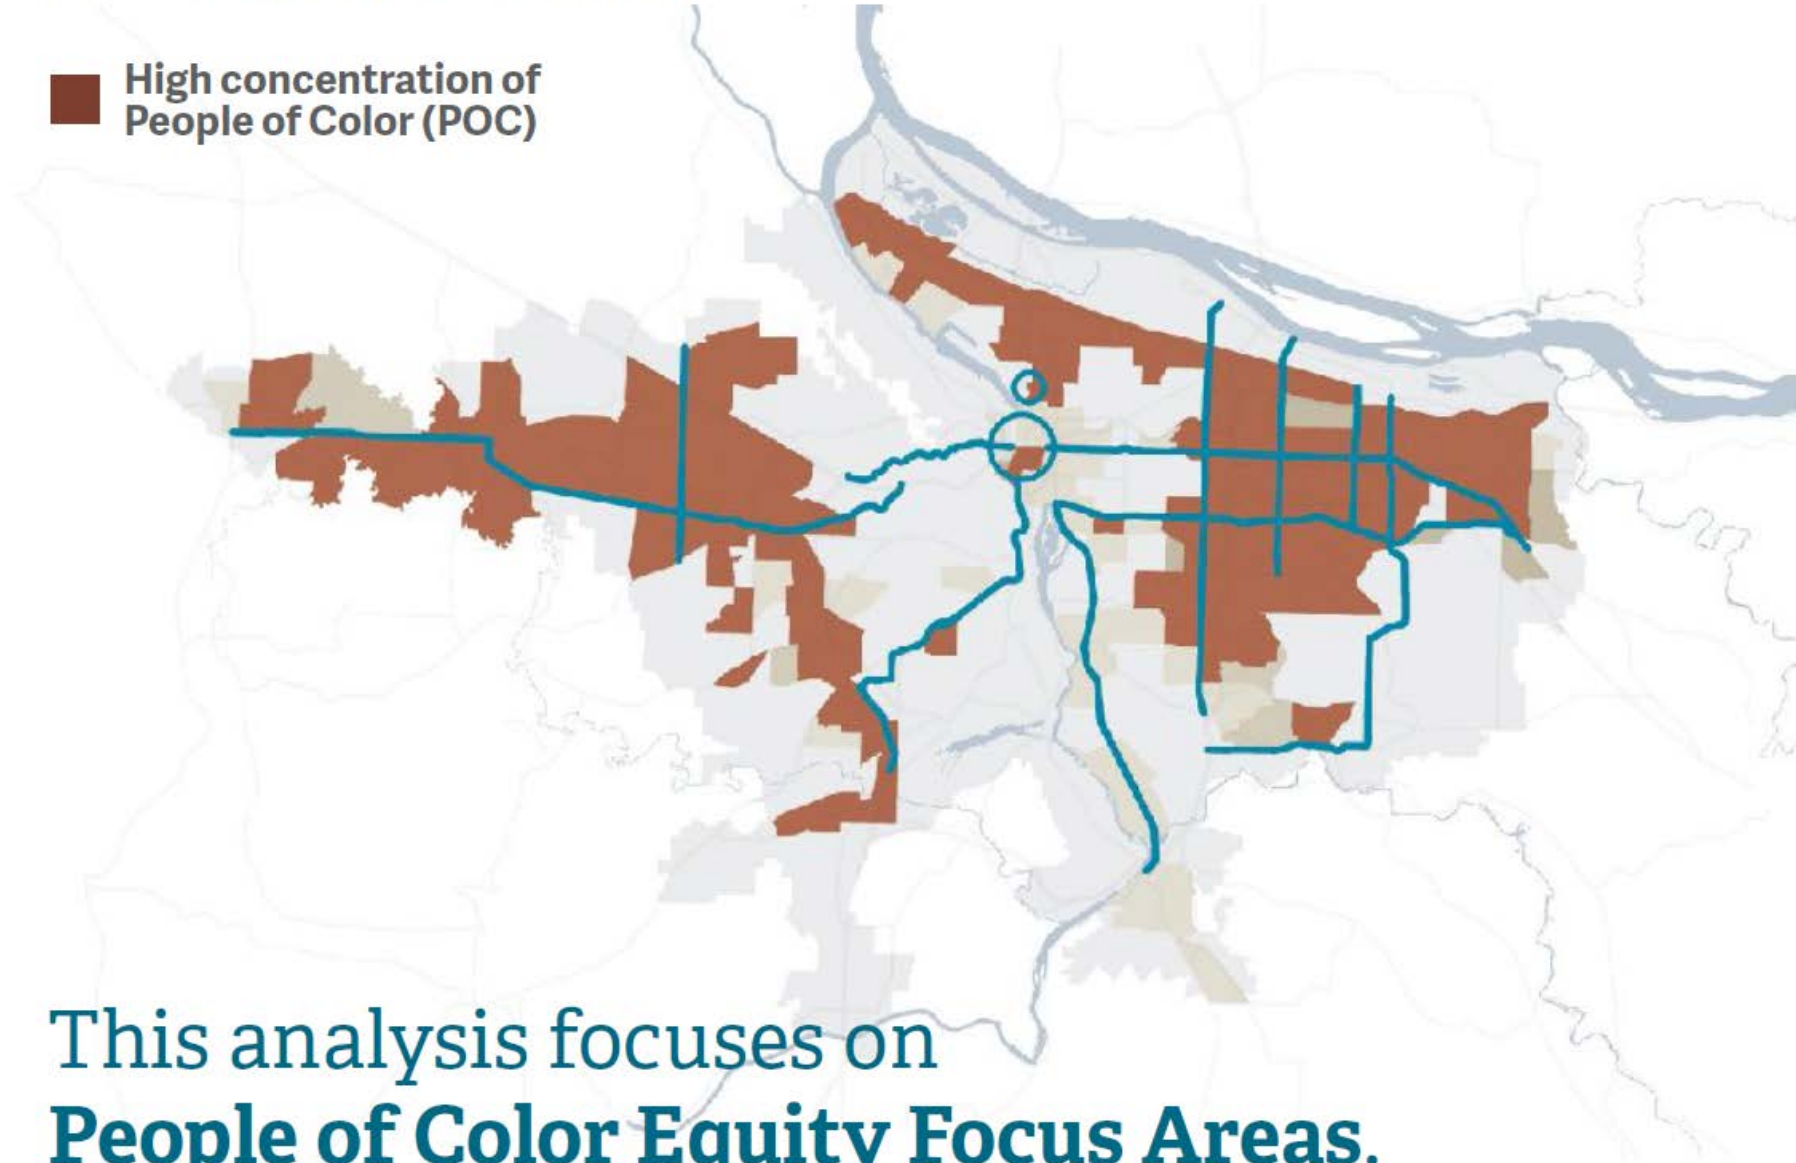 High concentration of
People of Color (POC)
This analysis focuses on
People of Color Equity Focus Areas.